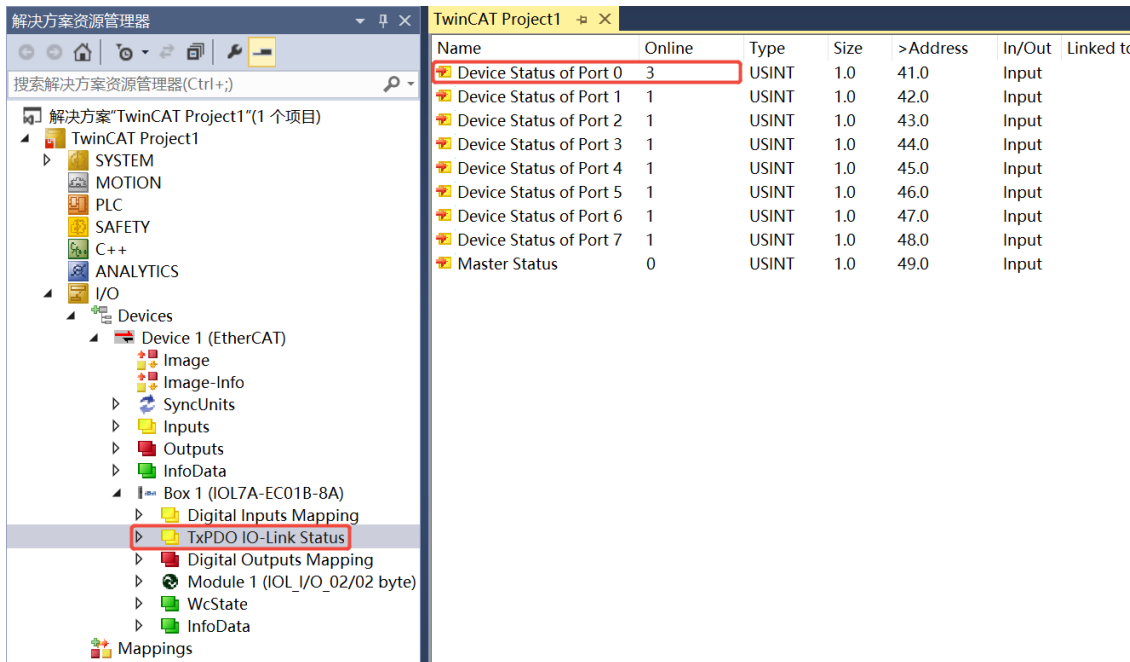 解决方案资源管理器
搜索解决方案资源管理器(Ctrl+;)
解决方案"TwinCAT Project1"(1 个项目)
TwinCAT Project1
SYSTEM
MOTION
PLC
SAFETY
C++
ANALYTICS
I/O
Devices
Device 1 (EtherCAT)
Image
Image-Info
SyncUnits
Inputs
Outputs
InfoData
Box 1 (IOL7A-EC01B-8A)
Digital Inputs Mapping
TxPDO IO-Link Status
Digital Outputs Mapping
Module 1 (IOL_I/O_02/02 byte)
WcState
InfoData
Mappings
TwinCAT Project1
Name Online Type Size >Address In/Out Linked to
Device Status of Port 0 3 USINT 1.0 41.0 Input
Device Status of Port 1 1 USINT 1.0 42.0 Input
Device Status of Port 2 1 USINT 1.0 43.0 Input
Device Status of Port 3 1 USINT 1.0 44.0 Input
Device Status of Port 4 1 USINT 1.0 45.0 Input
Device Status of Port 5 1 USINT 1.0 46.0 Input
Device Status of Port 6 1 USINT 1.0 47.0 Input
Device Status of Port 7 1 USINT 1.0 48.0 Input
Master Status 0 USINT 1.0 49.0 Input